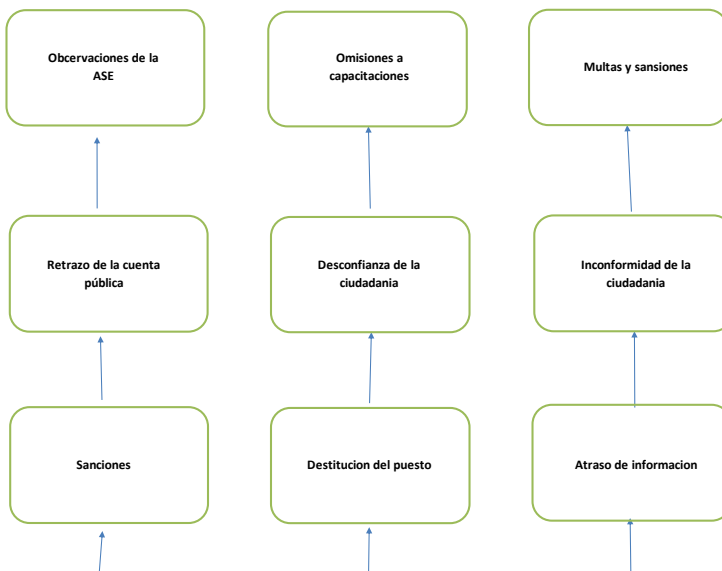 Obcervaciones de la
ASE
Omisiones a
capacitaciones
Multas y sansiones
Retrazo de la cuenta
pública
Desconfianza de la
ciudadania
Inconformidad de la
ciudadania
Sanciones
Destitucion del puesto
Atraso de informacion